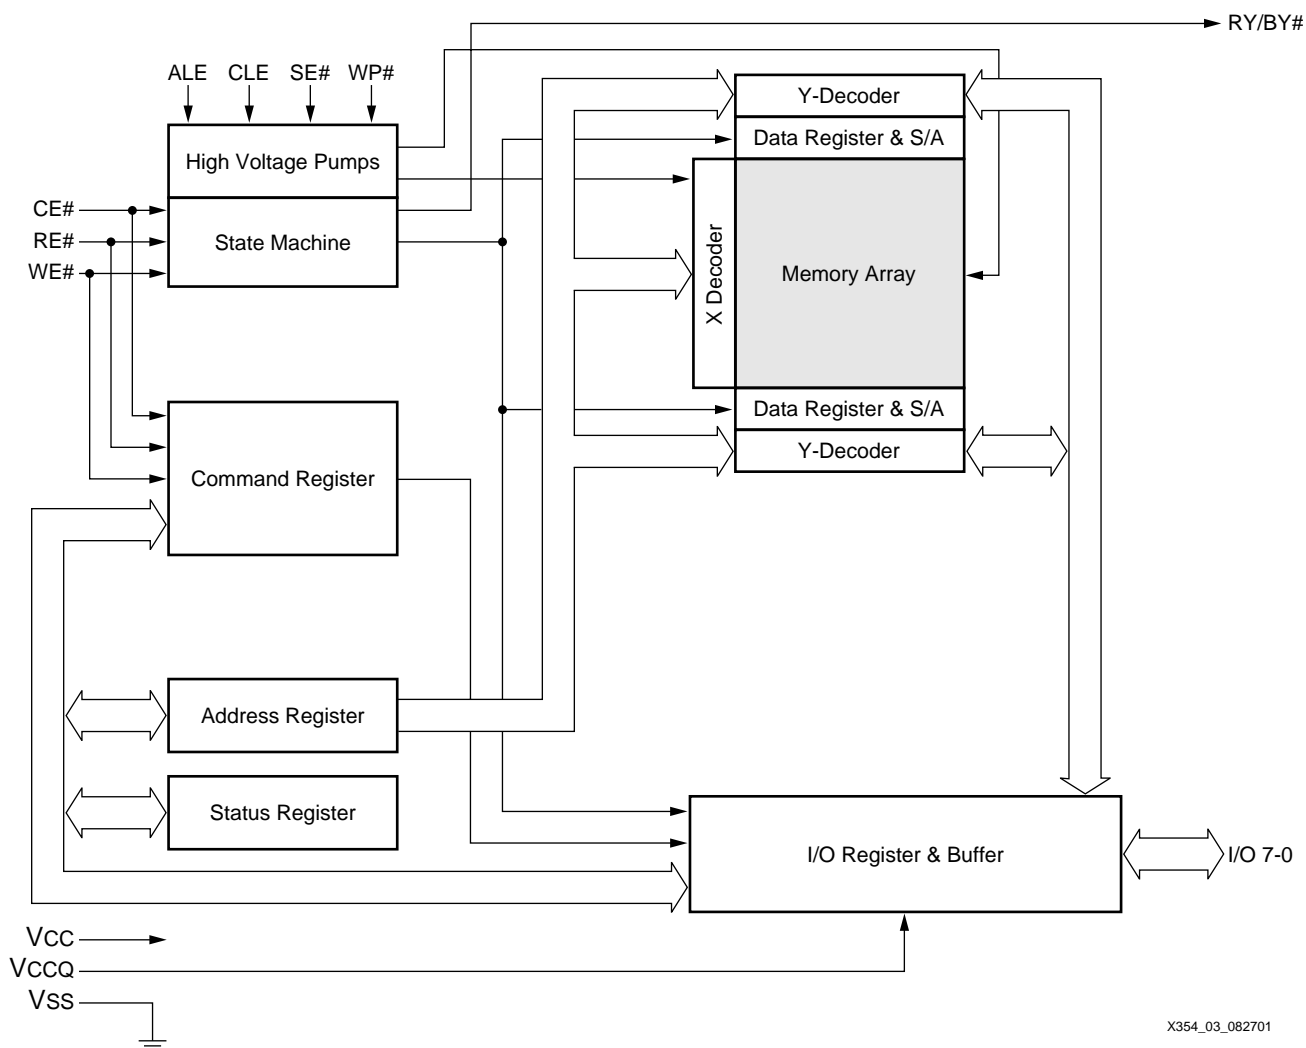 RY/BY#
ALE CLE SE# WP#
Y-Decoder
Data Register & S/A
High Voltage Pumps
CE#
RE#
WE#
State Machine
X Decoder
Memory Array
Data Register & S/A
Y-Decoder
Command Register
Address Register
Status Register
I/O Register & Buffer
I/O 7-0
VCC
VCCQ
VSS
X354_03_082701